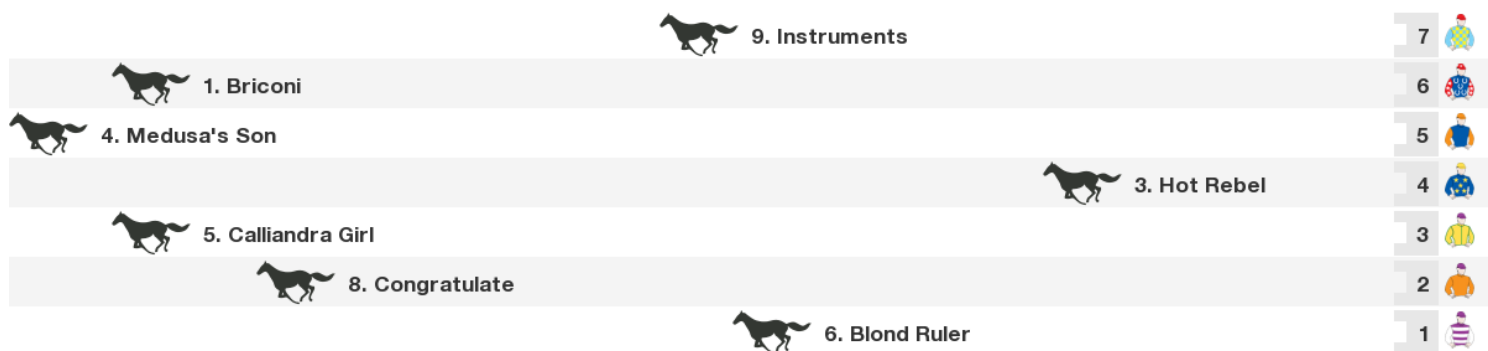 9. Instruments 7
1. Briconi 6
4. Medusa's Son 5
3. Hot Rebel 4
5. Calliandra Girl 3
8. Congratulate 2
6. Blond Ruler 1